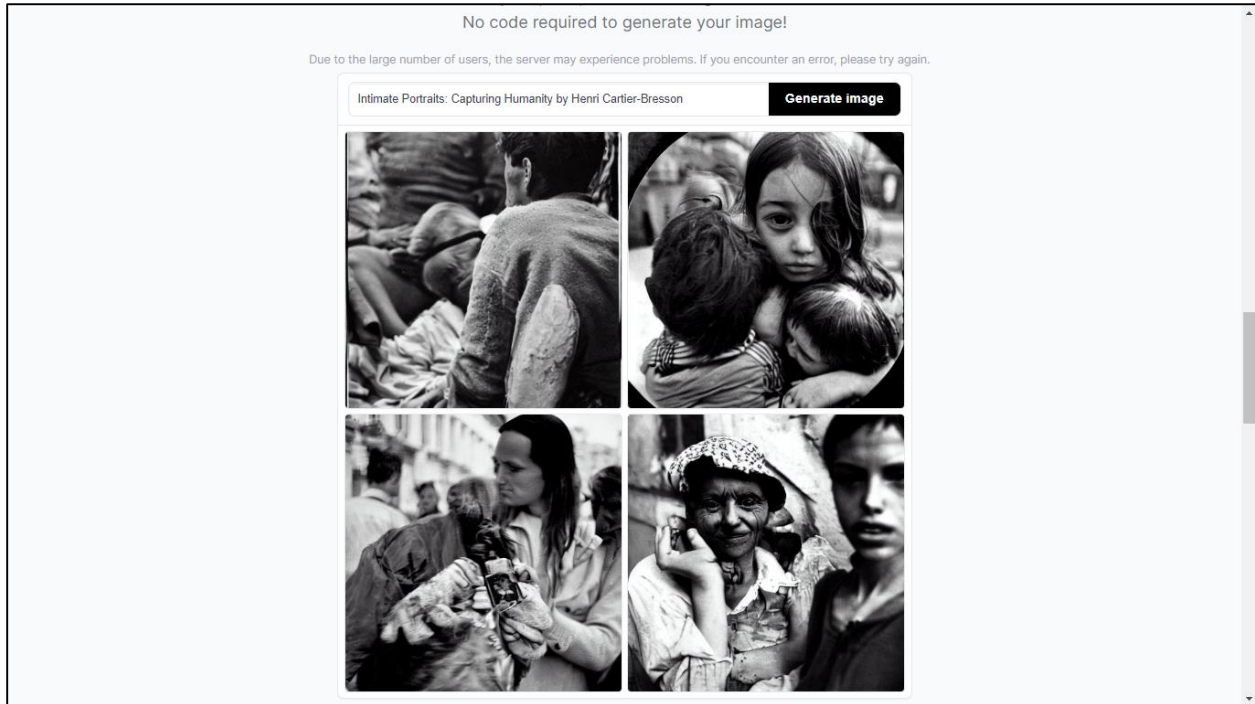 No code required to generate your image!
Due to the large number of users, the server may experience problems. If you encounter an error, please try again.
Intimate Portraits: Capturing Humanity by Henri Cartier-Bresson
Generate image